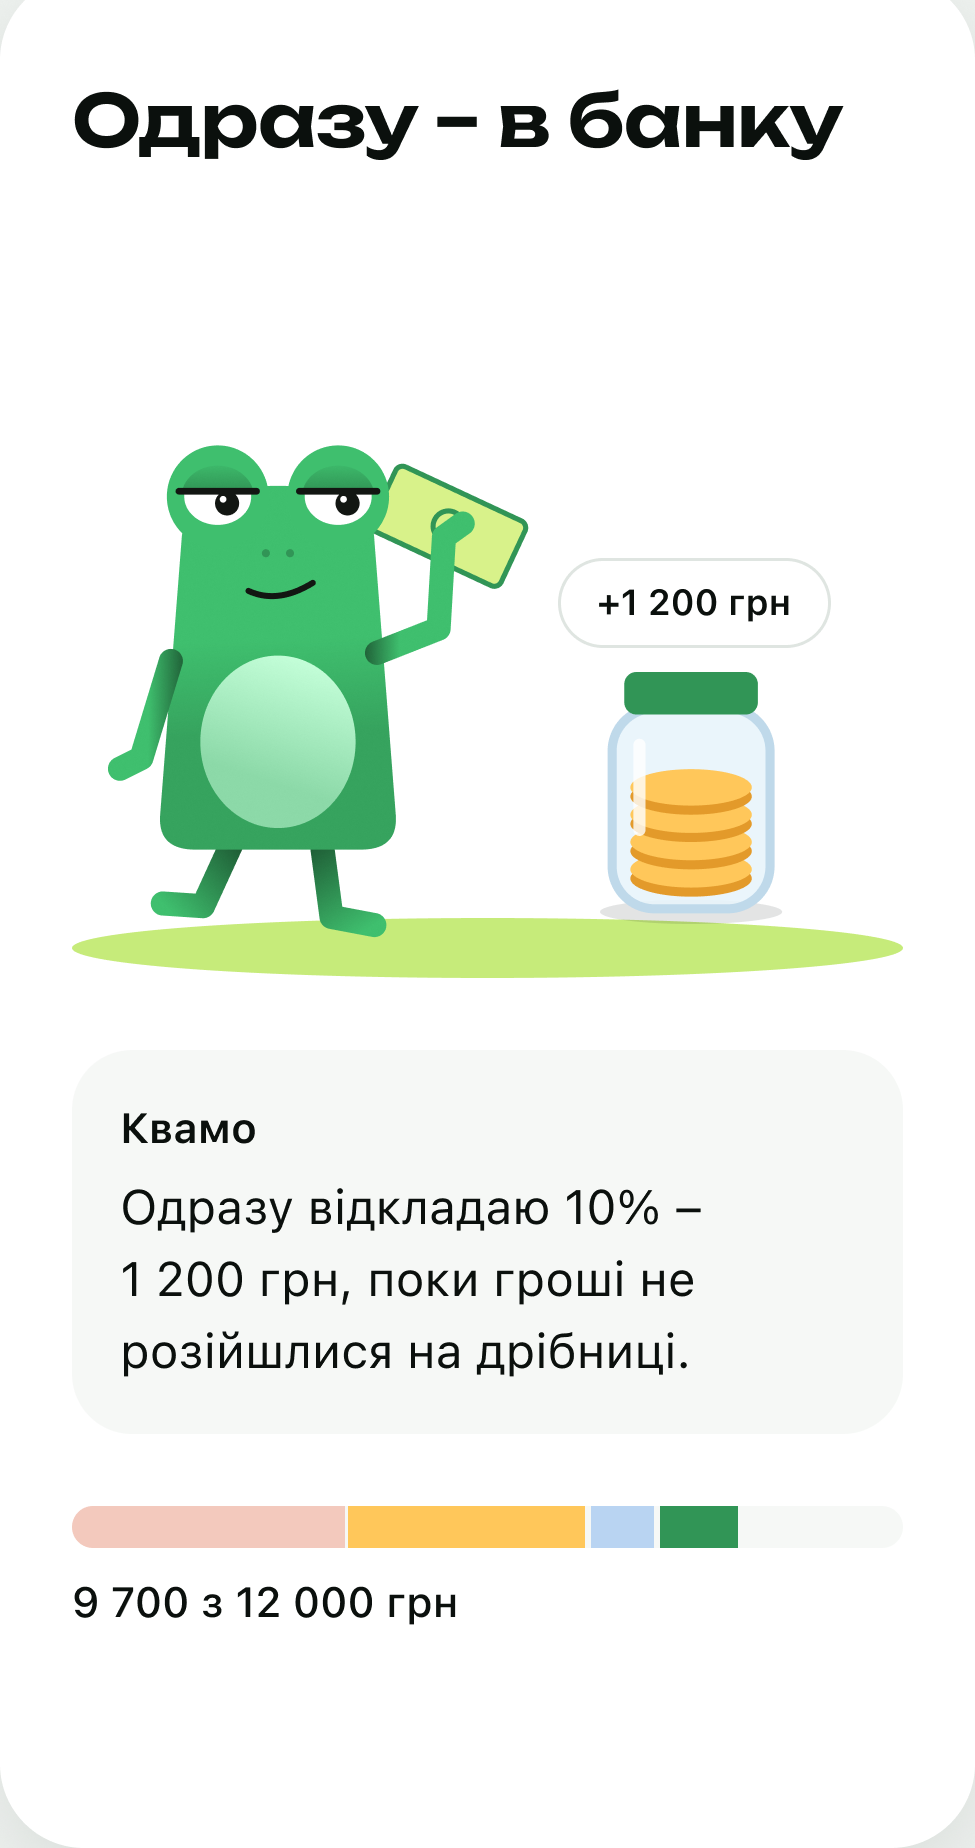 Одразу – в банку
+1 200 грн
Квамо
Одразу відкладаю 10% –
1 200 грн, поки гроші не
розійшлися на дрібниці.
9 700 з 12 000 грн